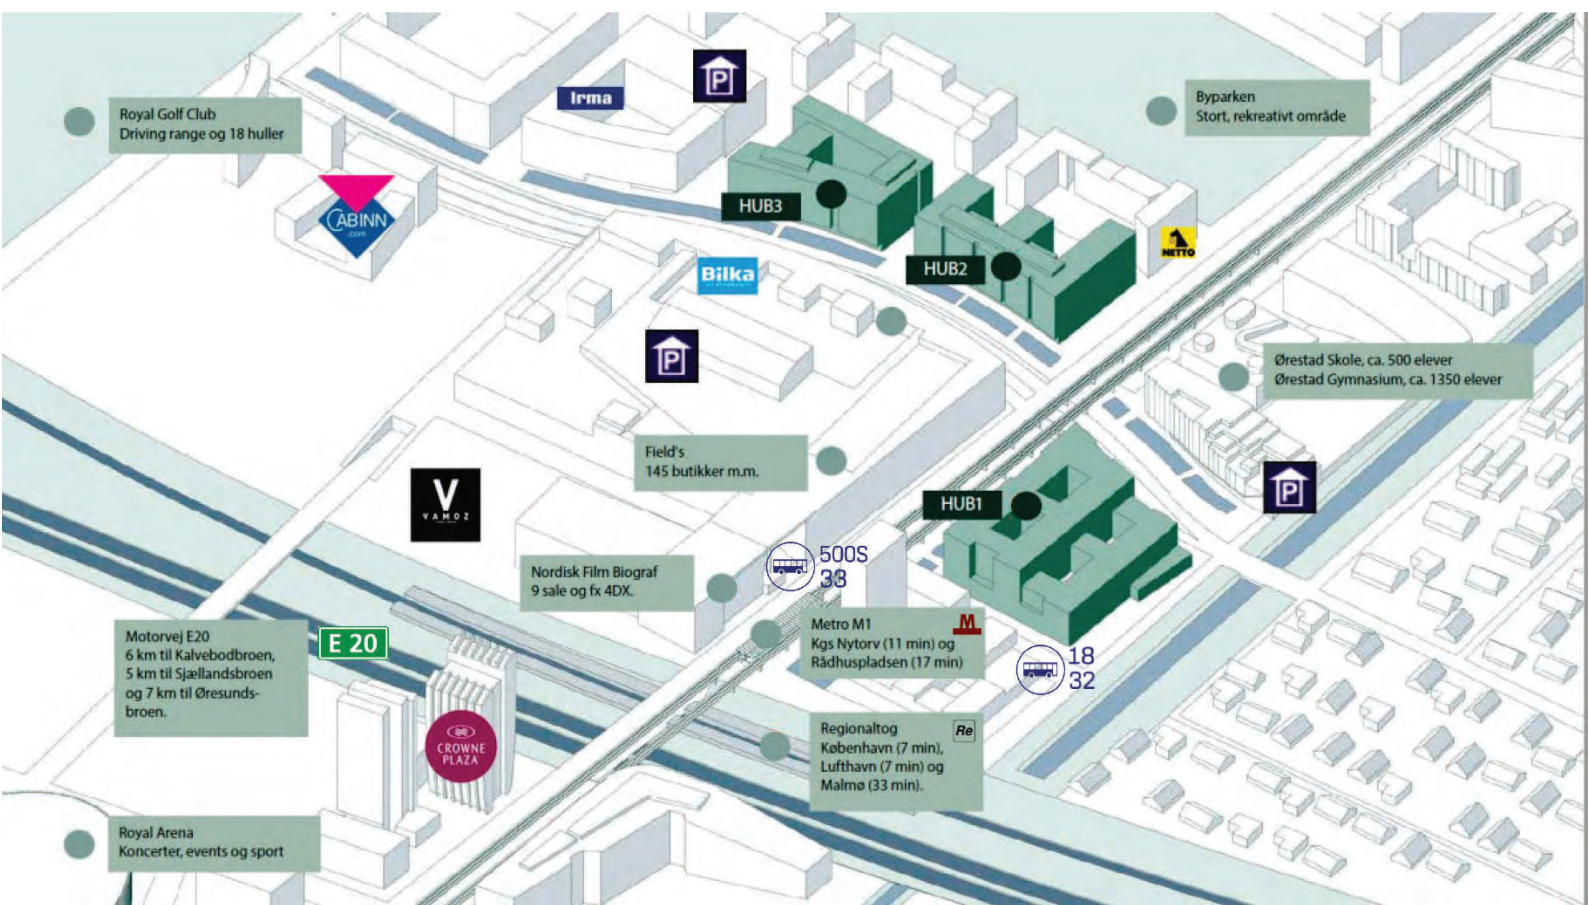 Royal Golf Club
Driving range og 18 huller
CABINN
.com
Irma
P
HUB3
Byparken
Stort, rekreativt område
NETTO
HUB2
Bilka
P
Ørestad Skole, ca. 500 elever
Ørestad Gymnasium, ca. 1350 elever
Field's
145 butikker m.m.
V
VAMOZ
HUB1
P
Nordisk Film Biograf
9 sale og fx 4DX.
500S
33
Metro M1
M
Kgs Nytorv (11 min) og
Rådhuspladsen (17 min)
18
32
Motorvej E20
6 km til Kalvebodbroen,
5 km til Sjællandsbroen
og 7 km til Øresunds-
broen.
E 20
CROWNE
PLAZA
Regionaltog
Re
København (7 min),
Lufthavn (7 min) og
Malmø (33 min).
Royal Arena
Koncerter, events og sport